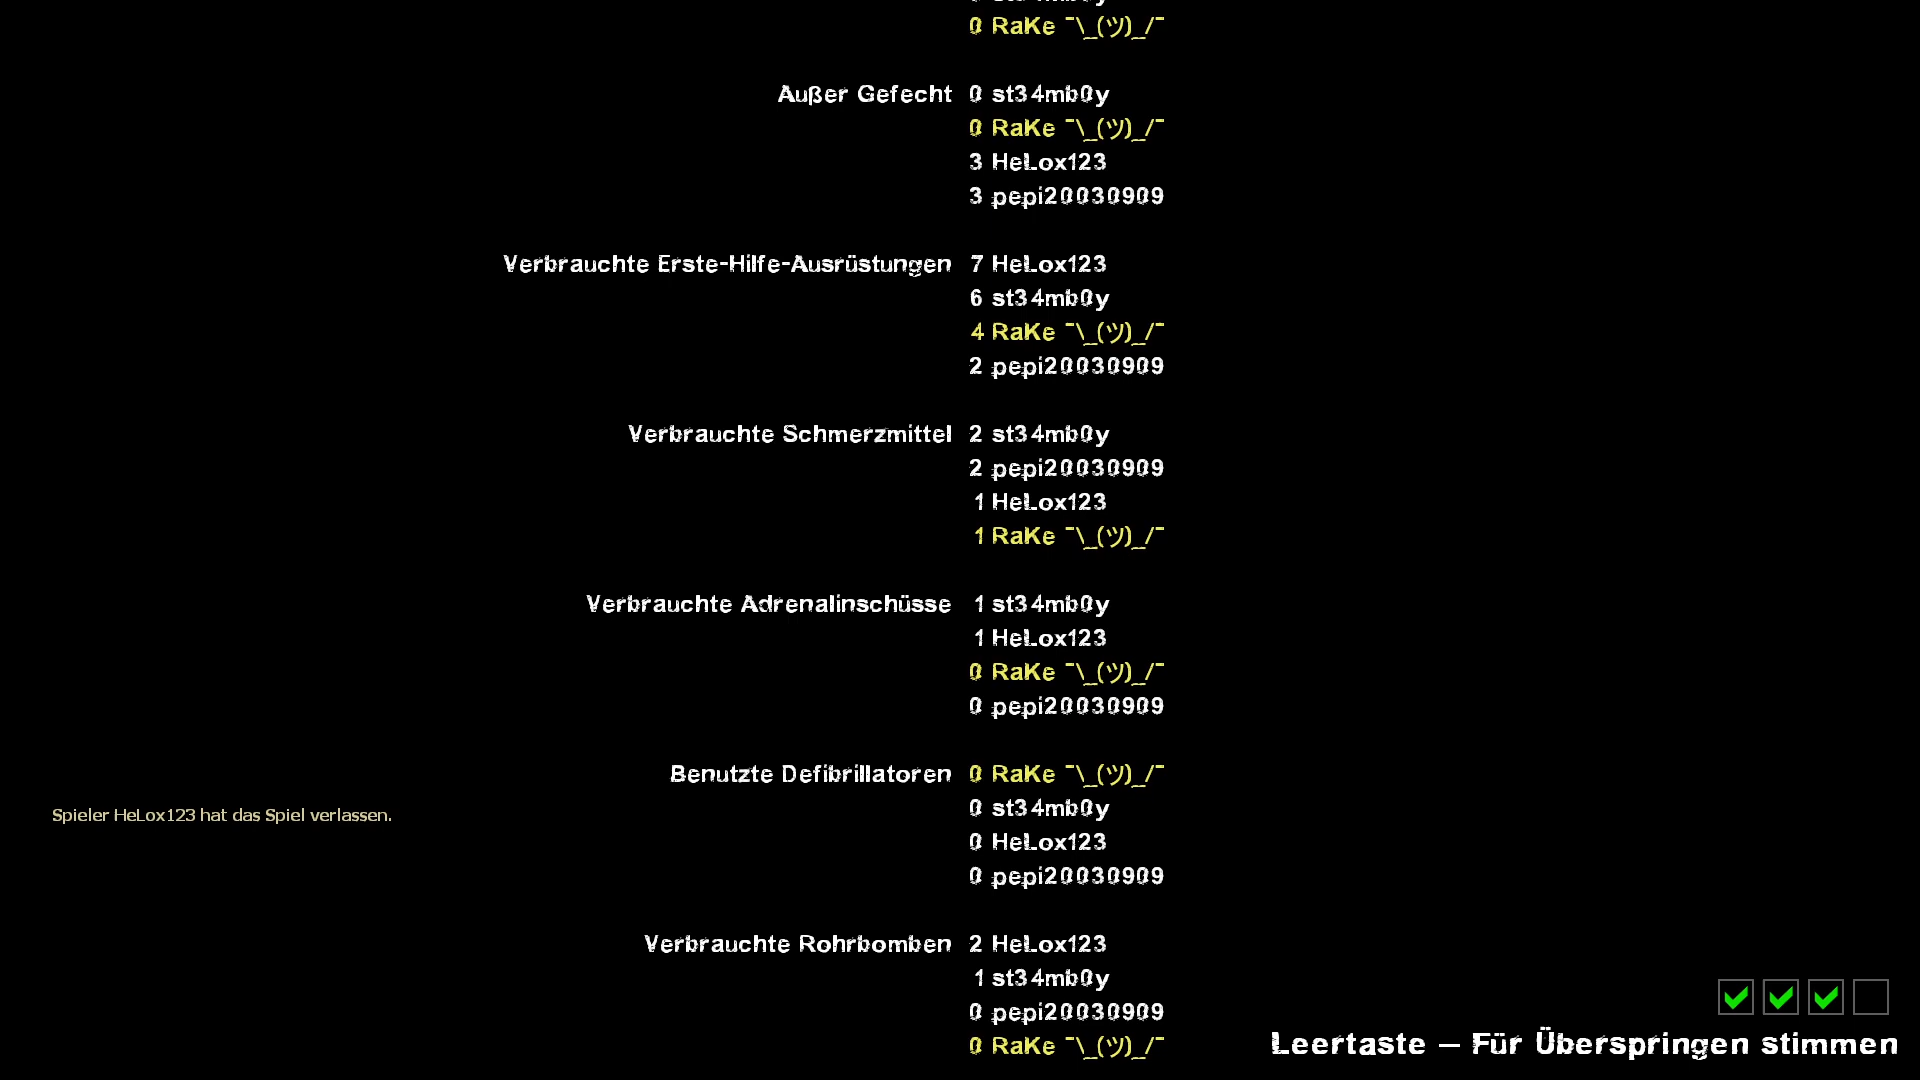 0 RaKe ¯\_(ツ)_/¯
Außer Gefecht 0 st34mb0y
0 RaKe ¯\_(ツ)_/¯
3 HeLox123
3 pepi20030909
Verbrauchte Erste-Hilfe-Ausrüstungen 7 HeLox123
6 st34mb0y
4 RaKe ¯\_(ツ)_/¯
2 pepi20030909
Verbrauchte Schmerzmittel 2 st34mb0y
2 pepi20030909
1 HeLox123
1 RaKe ¯\_(ツ)_/¯
Verbrauchte Adrenalinschüsse 1 st34mb0y
1 HeLox123
0 RaKe ¯\_(ツ)_/¯
0 pepi20030909
Benutzte Defibrillatoren 0 RaKe ¯\_(ツ)_/¯
0 st34mb0y
0 HeLox123
0 pepi20030909
Spieler HeLox123 hat das Spiel verlassen.
Verbrauchte Rohrbomben 2 HeLox123
1 st34mb0y
0 pepi20030909
0 RaKe ¯\_(ツ)_/¯
Leertaste – Für Überspringen stimmen